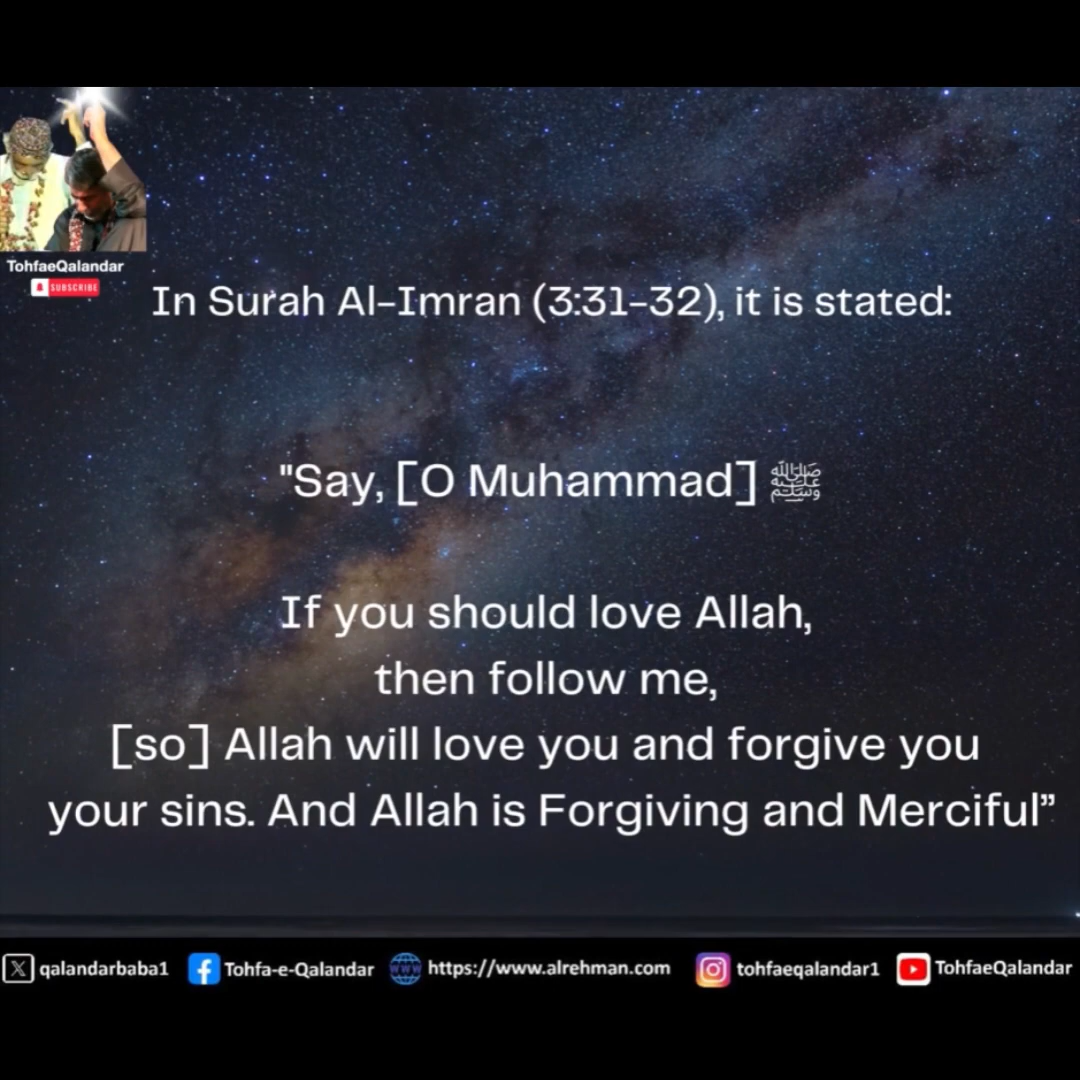 TohfaeQalandar
SUBSCRIBE
In Surah Al-Imran (3:31-32), it is stated:
"Say, [O Muhammad] ﷺ
If you should love Allah,
then follow me,
[so] Allah will love you and forgive you
your sins. And Allah is Forgiving and Merciful”
qalandarbaba1 Tohfa-e-Qalandar www https://www.alrehman.com tohfaeqalandar1 TohfaeQalandar